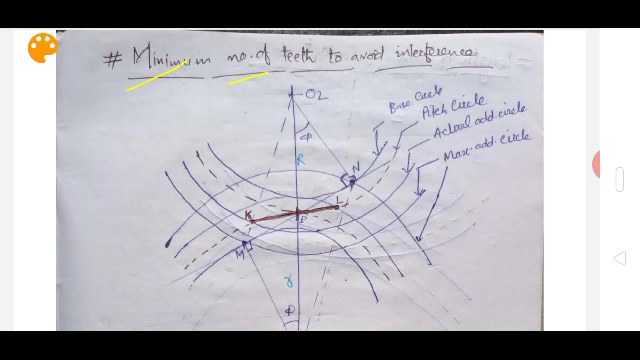 # Minimum no. of teeth to avoid interference
O2
Base Circle
Pitch Circle
Actual add. circle
Max. add. circle
φ
R
N
K
L
P
M
r
φ